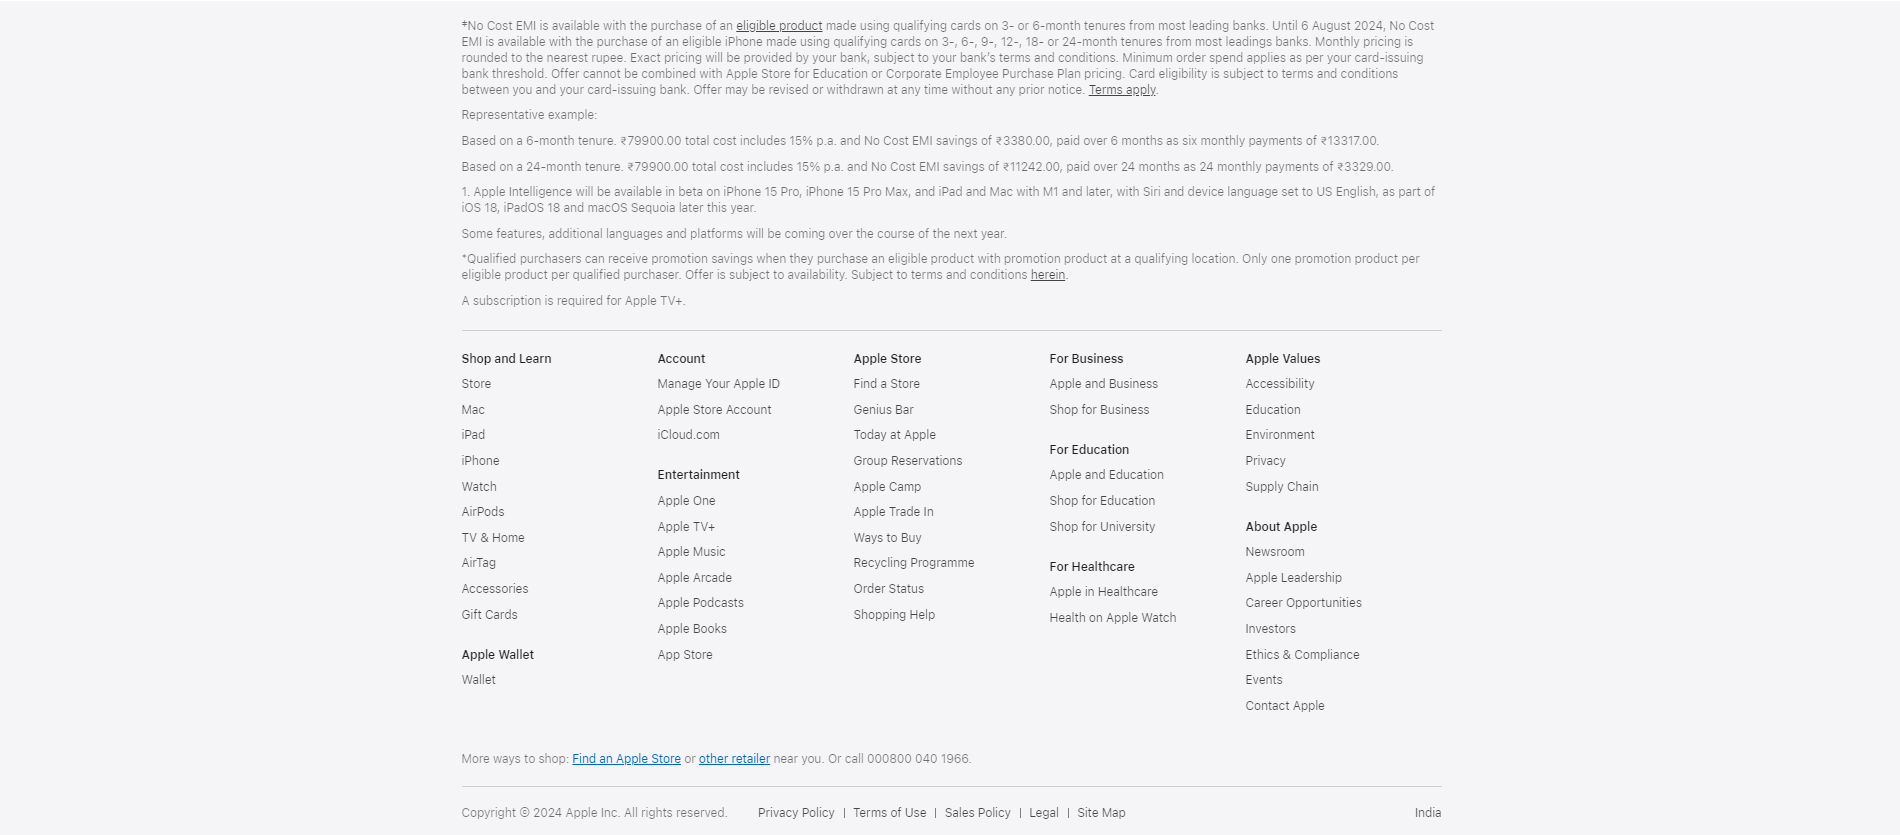 ‡No Cost EMI is available with the purchase of an eligible product made using qualifying cards on 3- or 6-month tenures from most leading banks. Until 6 August 2024, No Cost
EMI is available with the purchase of an eligible iPhone made using qualifying cards on 3-, 6-, 9-, 12-, 18- or 24-month tenures from most leadings banks. Monthly pricing is
rounded to the nearest rupee. Exact pricing will be provided by your bank, subject to your bank’s terms and conditions. Minimum order spend applies as per your card-issuing
bank threshold. Offer cannot be combined with Apple Store for Education or Corporate Employee Purchase Plan pricing. Card eligibility is subject to terms and conditions
between you and your card-issuing bank. Offer may be revised or withdrawn at any time without any prior notice. Terms apply.
Representative example:
Based on a 6-month tenure. ₹79900.00 total cost includes 15% p.a. and No Cost EMI savings of ₹3380.00, paid over 6 months as six monthly payments of ₹13317.00.
Based on a 24-month tenure. ₹79900.00 total cost includes 15% p.a. and No Cost EMI savings of ₹11242.00, paid over 24 months as 24 monthly payments of ₹3329.00.
1. Apple Intelligence will be available in beta on iPhone 15 Pro, iPhone 15 Pro Max, and iPad and Mac with M1 and later, with Siri and device language set to US English, as part of
iOS 18, iPadOS 18 and macOS Sequoia later this year.
Some features, additional languages and platforms will be coming over the course of the next year.
*Qualified purchasers can receive promotion savings when they purchase an eligible product with promotion product at a qualifying location. Only one promotion product per
eligible product per qualified purchaser. Offer is subject to availability. Subject to terms and conditions herein.
A subscription is required for Apple TV+.
Shop and Learn
Store
Mac
iPad
iPhone
Watch
AirPods
TV & Home
AirTag
Accessories
Gift Cards
Apple Wallet
Wallet
Account
Manage Your Apple ID
Apple Store Account
iCloud.com
Entertainment
Apple One
Apple TV+
Apple Music
Apple Arcade
Apple Podcasts
Apple Books
App Store
Apple Store
Find a Store
Genius Bar
Today at Apple
Group Reservations
Apple Camp
Apple Trade In
Ways to Buy
Recycling Programme
Order Status
Shopping Help
For Business
Apple and Business
Shop for Business
For Education
Apple and Education
Shop for Education
Shop for University
For Healthcare
Apple in Healthcare
Health on Apple Watch
Apple Values
Accessibility
Education
Environment
Privacy
Supply Chain
About Apple
Newsroom
Apple Leadership
Career Opportunities
Investors
Ethics & Compliance
Events
Contact Apple
More ways to shop: Find an Apple Store or other retailer near you. Or call 000800 040 1966.
Copyright © 2024 Apple Inc. All rights reserved. Privacy Policy | Terms of Use | Sales Policy | Legal | Site Map India